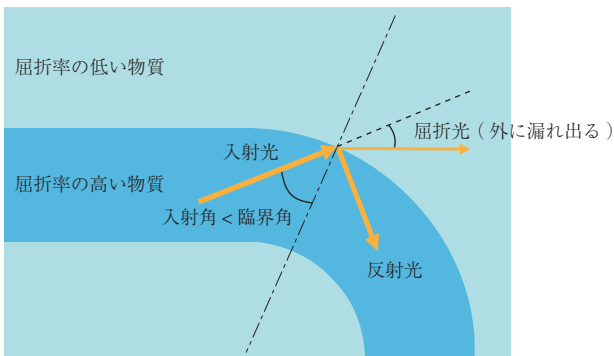 屈折率の低い物質
屈折光 ( 外に漏れ出る )
入射光
屈折率の高い物質
入射角 < 臨界角
反射光